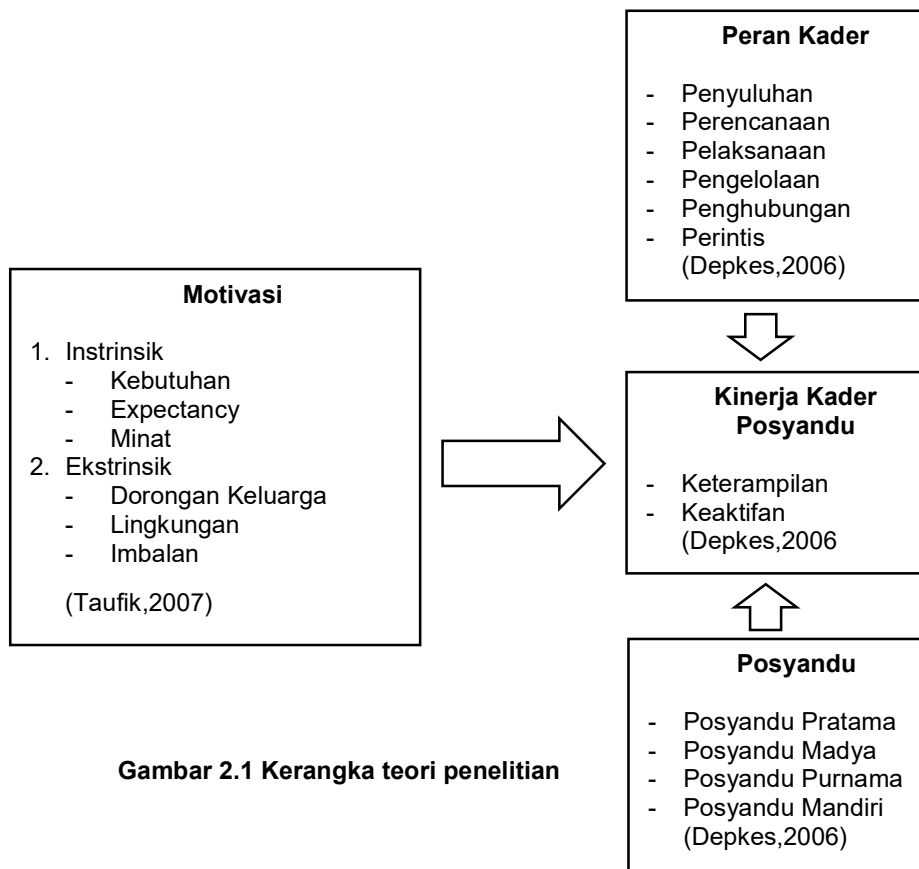 Peran Kader
- Penyuluhan
- Perencanaan
- Pelaksanaan
- Pengelolaan
- Penghubungan
- Perintis
(Depkes,2006)
Motivasi
1. Instrinsik
- Kebutuhan
- Expectancy
- Minat
2. Ekstrinsik
- Dorongan Keluarga
- Lingkungan
- Imbalan
(Taufik,2007)
Kinerja Kader
Posyandu
- Keterampilan
- Keaktifan
(Depkes,2006
Posyandu
- Posyandu Pratama
- Posyandu Madya
- Posyandu Purnama
- Posyandu Mandiri
(Depkes,2006)
Gambar 2.1 Kerangka teori penelitian